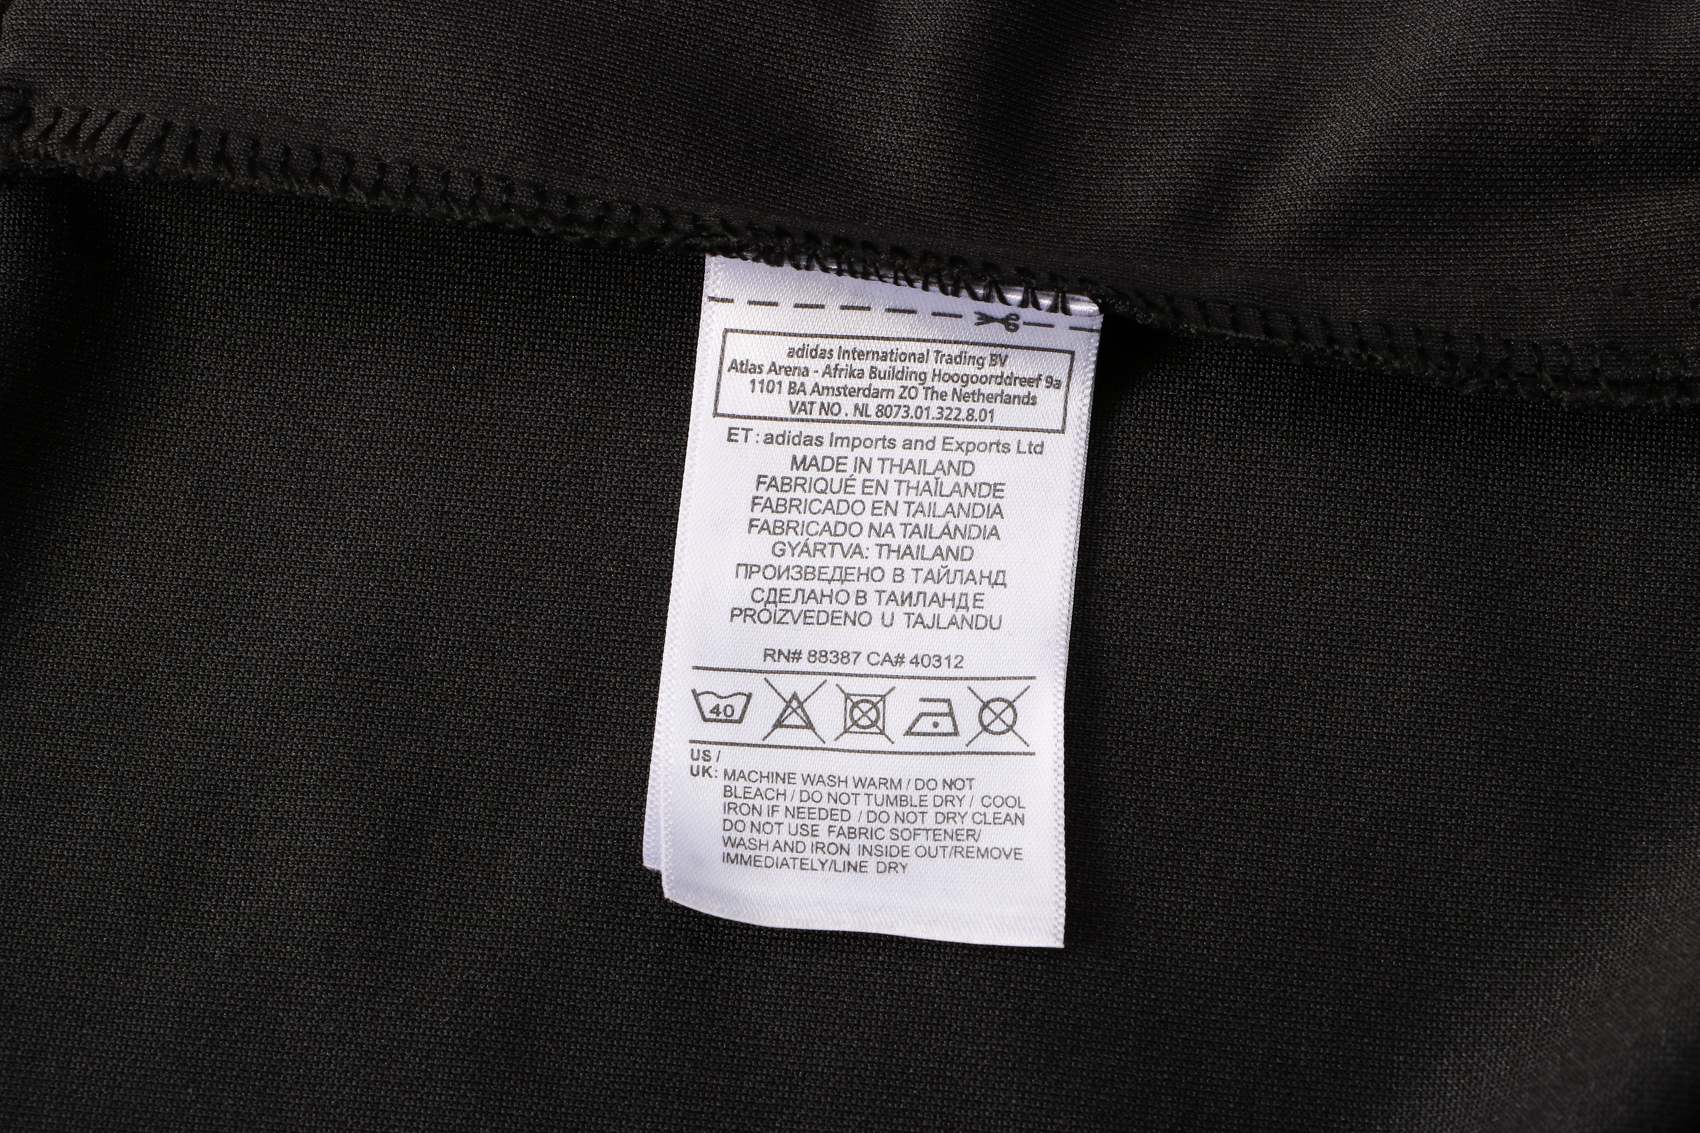 adidas International Trading BV
Atlas Arena - Afrika Building Hoogoorddreef 9a
1101 BA Amsterdam ZO The Netherlands
VAT NO . NL 8073.01.322.8.01
ET : adidas Imports and Exports Ltd
MADE IN THAILAND
FABRIQUÉ EN THAÏLANDE
FABRICADO EN TAILANDIA
FABRICADO NA TAILÁNDIA
GYÁRTVA: THAILAND
ПРОИЗВЕДЕНО В ТАЙЛАНД
СДЕЛАНО В ТАИЛАНДЕ
PROIZVEDENO U TAJLANDU
RN# 88387 CA# 40312
40
US /
UK: MACHINE WASH WARM / DO NOT
BLEACH / DO NOT TUMBLE DRY / COOL
IRON IF NEEDED / DO NOT DRY CLEAN
DO NOT USE FABRIC SOFTENER/
WASH AND IRON INSIDE OUT/REMOVE
IMMEDIATELY/LINE DRY